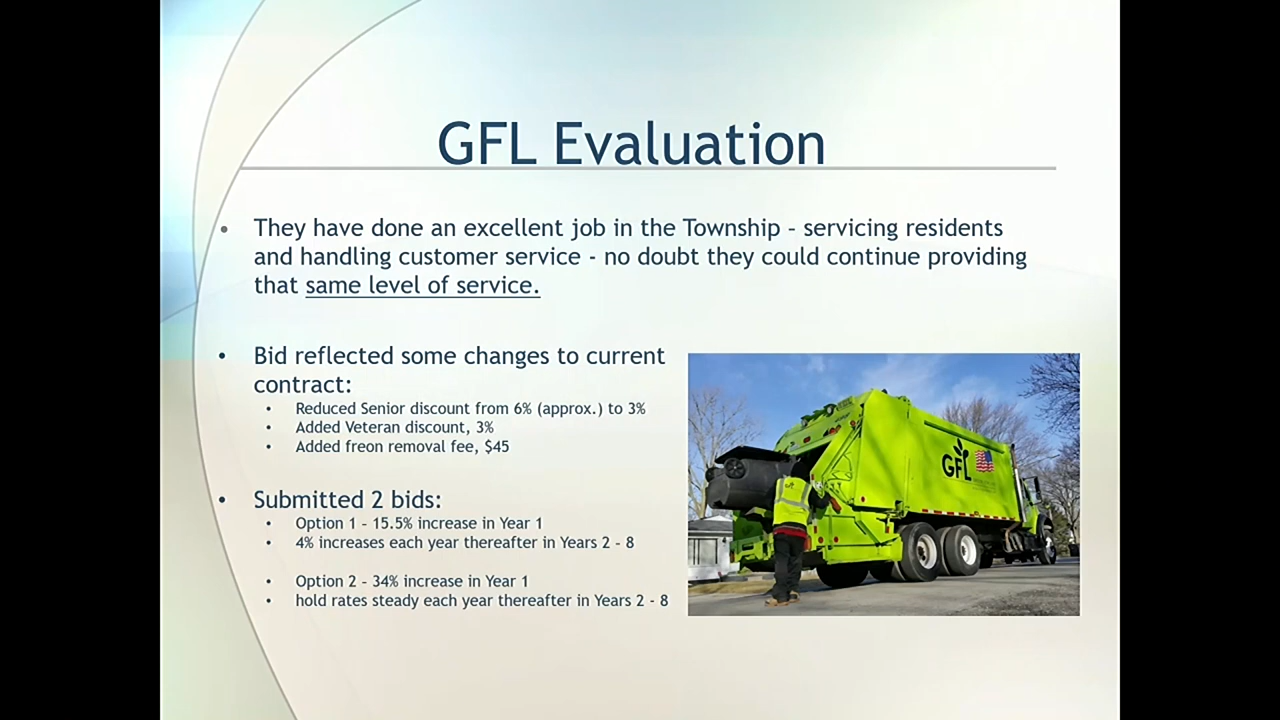 GFL Evaluation
• They have done an excellent job in the Township – servicing residents
and handling customer service - no doubt they could continue providing
that same level of service.
• Bid reflected some changes to current
contract:
• Reduced Senior discount from 6% (approx.) to 3%
• Added Veteran discount, 3%
• Added freon removal fee, $45
• Submitted 2 bids:
• Option 1 – 15.5% increase in Year 1
• 4% increases each year thereafter in Years 2 – 8
• Option 2 – 34% increase in Year 1
• hold rates steady each year thereafter in Years 2 - 8
GFL